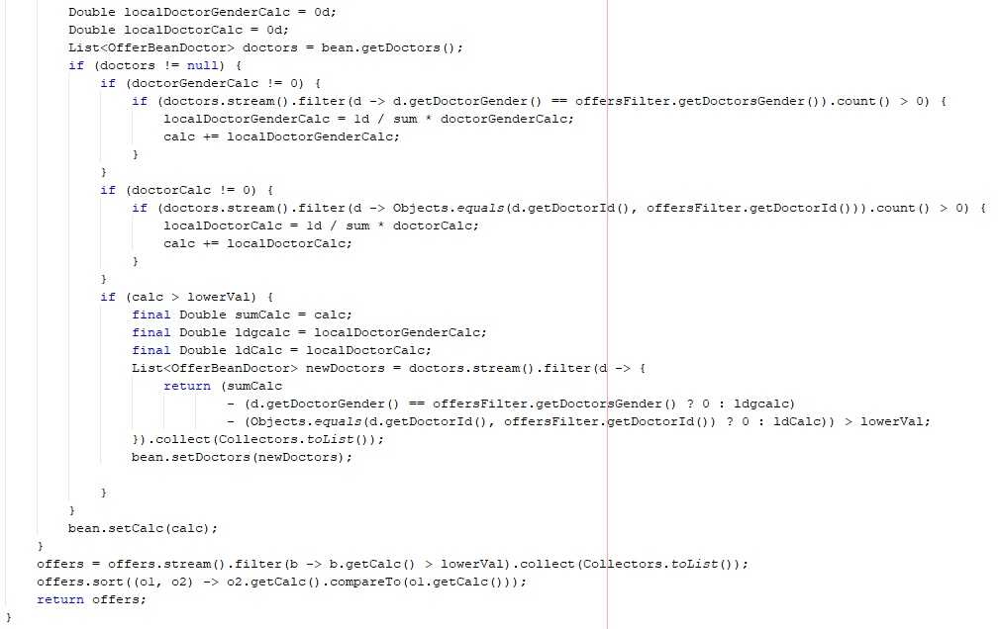 Double localDoctorGenderCalc = 0d;
Double localDoctorCalc = 0d;
List<OfferBeanDoctor> doctors = bean.getDoctors();
if (doctors != null) {
if (doctorGenderCalc != 0) {
if (doctors.stream().filter(d -> d.getDoctorGender() == offersFilter.getDoctorsGender()).count() > 0) {
localDoctorGenderCalc = 1d / sum * doctorGenderCalc;
calc += localDoctorGenderCalc;
}
}
if (doctorCalc != 0) {
if (doctors.stream().filter(d -> Objects.equals(d.getDoctorId(), offersFilter.getDoctorId())).count() > 0) {
localDoctorCalc = 1d / sum * doctorCalc;
calc += localDoctorCalc;
}
}
if (calc > lowerVal) {
final Double sumCalc = calc;
final Double ldgcalc = localDoctorGenderCalc;
final Double ldCalc = localDoctorCalc;
List<OfferBeanDoctor> newDoctors = doctors.stream().filter(d -> {
return (sumCalc
- (d.getDoctorGender() == offersFilter.getDoctorsGender() ? 0 : ldgcalc)
- (Objects.equals(d.getDoctorId(), offersFilter.getDoctorId()) ? 0 : ldCalc)) > lowerVal;
}).collect(Collectors.toList());
bean.setDoctors(newDoctors);
}
}
bean.setCalc(calc);
}
offers = offers.stream().filter(b -> b.getCalc() > lowerVal).collect(Collectors.toList());
offers.sort((o1, o2) -> o2.getCalc().compareTo(o1.getCalc()));
return offers;
}